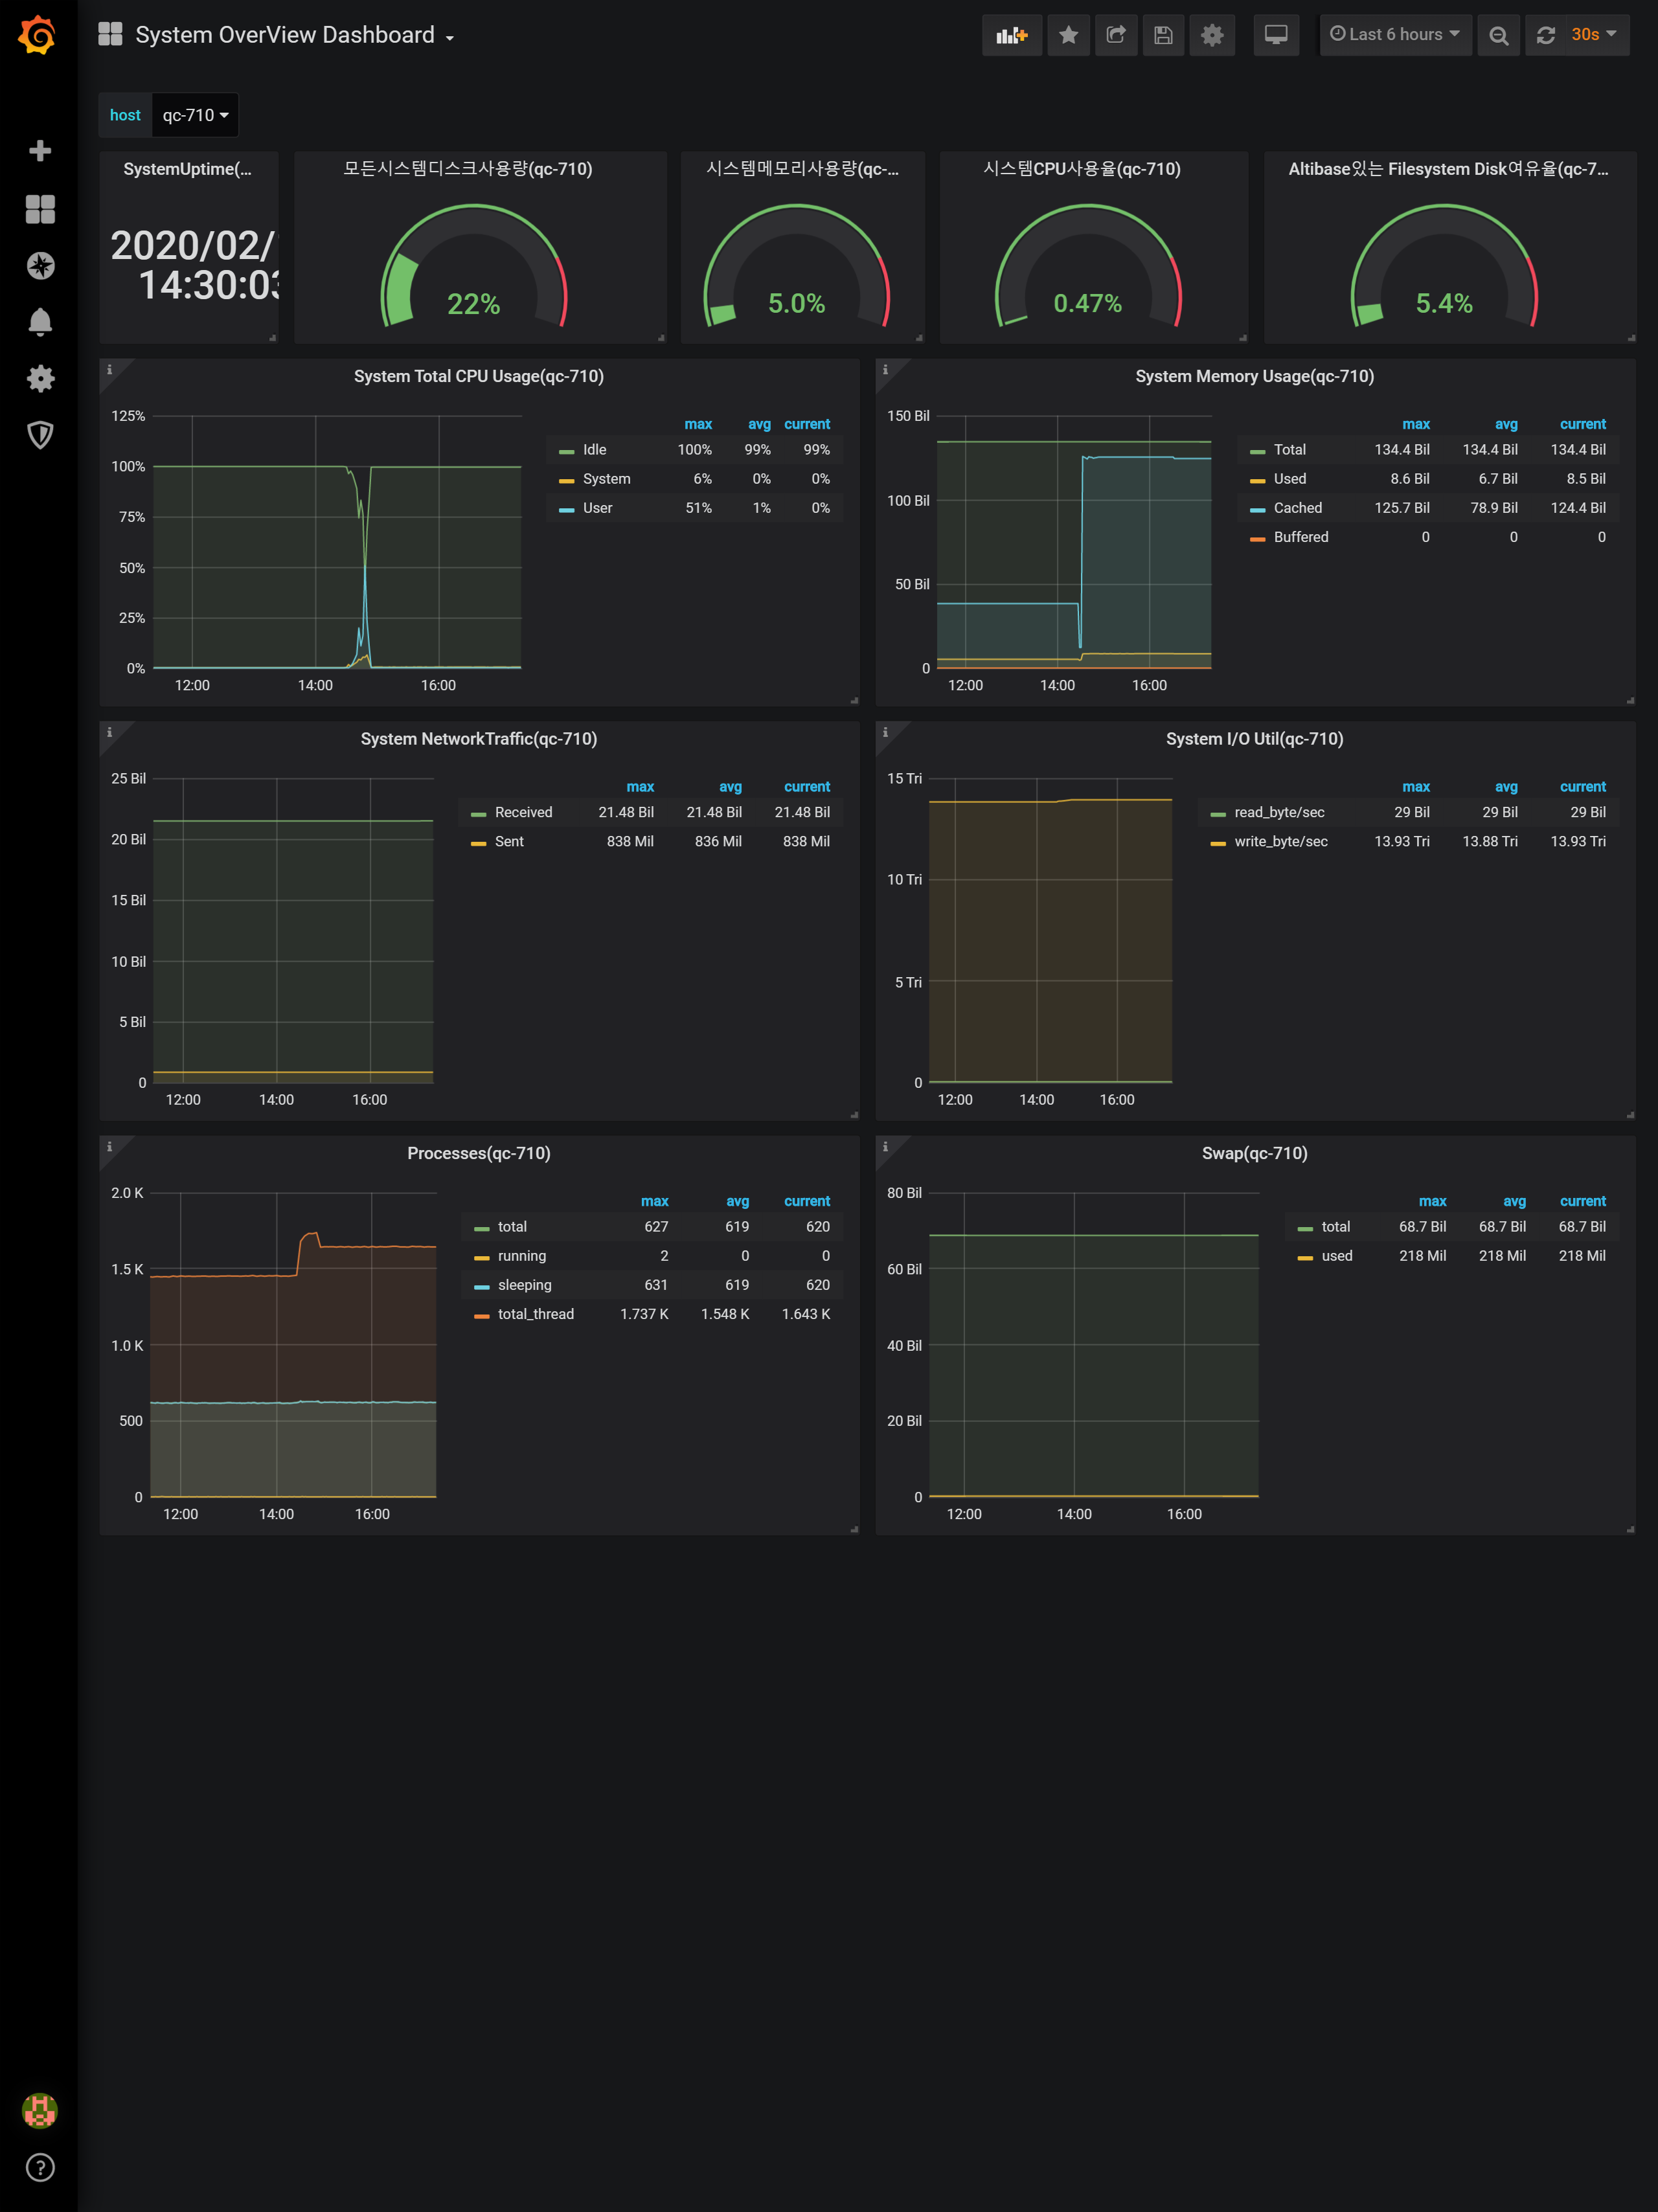 System OverView Dashboard
Last 6 hours
30s
host qc-710
SystemUptime(...
2020/02/
14:30:03
모든시스템디스크사용량(qc-710)
22%
시스템메모리사용량(qc-...
5.0%
시스템CPU사용율(qc-710)
0.47%
Altibase있는 Filesystem Disk여유율(qc-7...
5.4%
System Total CPU Usage(qc-710)
125%
100%
75%
50%
25%
0%
12:00 14:00 16:00
max avg current
Idle 100% 99% 99%
System 6% 0% 0%
User 51% 1% 0%
System Memory Usage(qc-710)
150 Bil
100 Bil
50 Bil
0
12:00 14:00 16:00
max avg current
Total 134.4 Bil 134.4 Bil 134.4 Bil
Used 8.6 Bil 6.7 Bil 8.5 Bil
Cached 125.7 Bil 78.9 Bil 124.4 Bil
Buffered 0 0 0
System NetworkTraffic(qc-710)
25 Bil
20 Bil
15 Bil
10 Bil
5 Bil
0
12:00 14:00 16:00
max avg current
Received 21.48 Bil 21.48 Bil 21.48 Bil
Sent 838 Mil 836 Mil 838 Mil
System I/O Util(qc-710)
15 Tri
10 Tri
5 Tri
0
12:00 14:00 16:00
max avg current
read_byte/sec 29 Bil 29 Bil 29 Bil
write_byte/sec 13.93 Tri 13.88 Tri 13.93 Tri
Processes(qc-710)
2.0 K
1.5 K
1.0 K
500
0
12:00 14:00 16:00
max avg current
total 627 619 620
running 2 0 0
sleeping 631 619 620
total_thread 1.737 K 1.548 K 1.643 K
Swap(qc-710)
80 Bil
60 Bil
40 Bil
20 Bil
0
12:00 14:00 16:00
max avg current
total 68.7 Bil 68.7 Bil 68.7 Bil
used 218 Mil 218 Mil 218 Mil